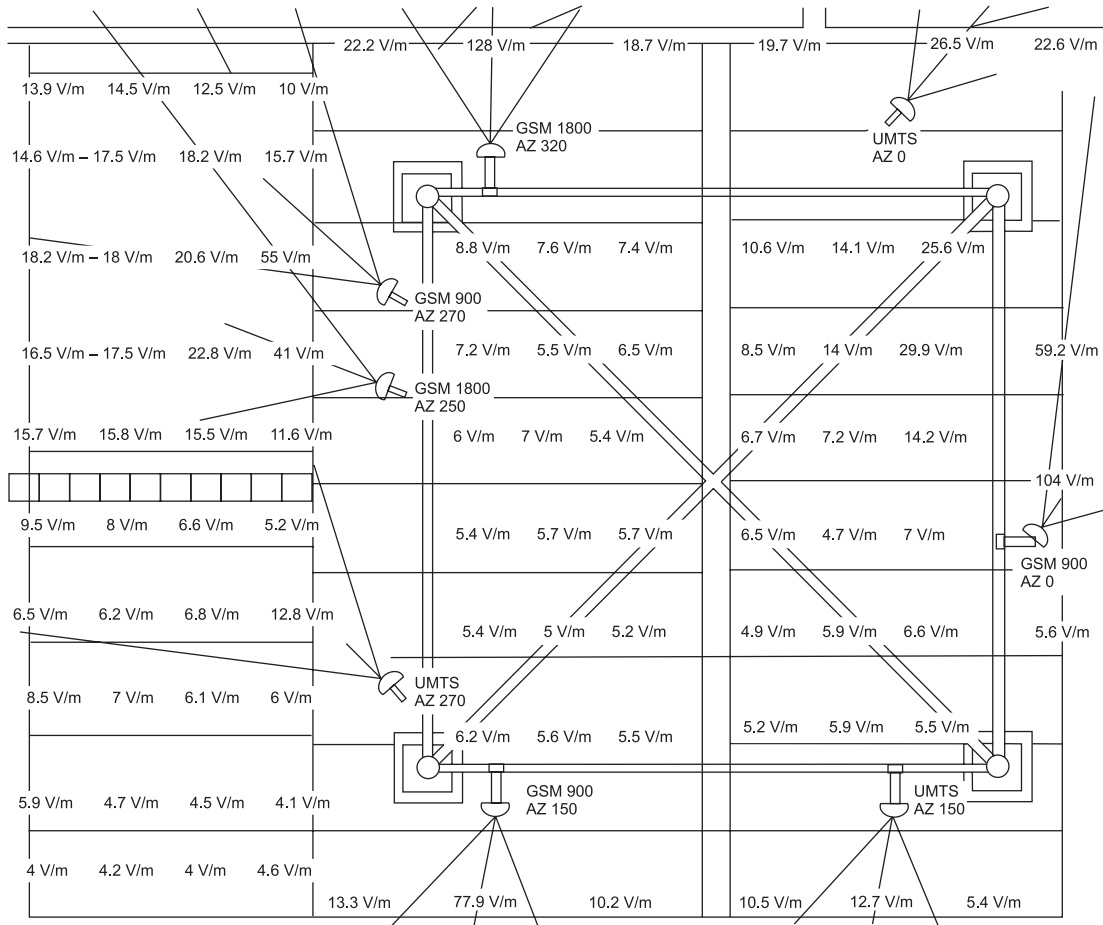 22.2 V/m 128 V/m 18.7 V/m 19.7 V/m 26.5 V/m 22.6 V/m
13.9 V/m 14.5 V/m 12.5 V/m 10 V/m
GSM 1800
AZ 320
UMTS
AZ 0
14.6 V/m – 17.5 V/m 18.2 V/m 15.7 V/m
8.8 V/m 7.6 V/m 7.4 V/m 10.6 V/m 14.1 V/m 25.6 V/m
18.2 V/m – 18 V/m 20.6 V/m 55 V/m
GSM 900
AZ 270
16.5 V/m – 17.5 V/m 22.8 V/m 41 V/m 7.2 V/m 5.5 V/m 6.5 V/m 8.5 V/m 14 V/m 29.9 V/m 59.2 V/m
GSM 1800
AZ 250
15.7 V/m 15.8 V/m 15.5 V/m 11.6 V/m 6 V/m 7 V/m 5.4 V/m 6.7 V/m 7.2 V/m 14.2 V/m
104 V/m
9.5 V/m 8 V/m 6.6 V/m 5.2 V/m 5.4 V/m 5.7 V/m 5.7 V/m 6.5 V/m 4.7 V/m 7 V/m
GSM 900
AZ 0
6.5 V/m 6.2 V/m 6.8 V/m 12.8 V/m 5.4 V/m 5 V/m 5.2 V/m 4.9 V/m 5.9 V/m 6.6 V/m 5.6 V/m
UMTS
AZ 270
8.5 V/m 7 V/m 6.1 V/m 6 V/m
6.2 V/m 5.6 V/m 5.5 V/m 5.2 V/m 5.9 V/m 5.5 V/m
GSM 900
AZ 150
UMTS
AZ 150
5.9 V/m 4.7 V/m 4.5 V/m 4.1 V/m
4 V/m 4.2 V/m 4 V/m 4.6 V/m
13.3 V/m 77.9 V/m 10.2 V/m 10.5 V/m 12.7 V/m 5.4 V/m